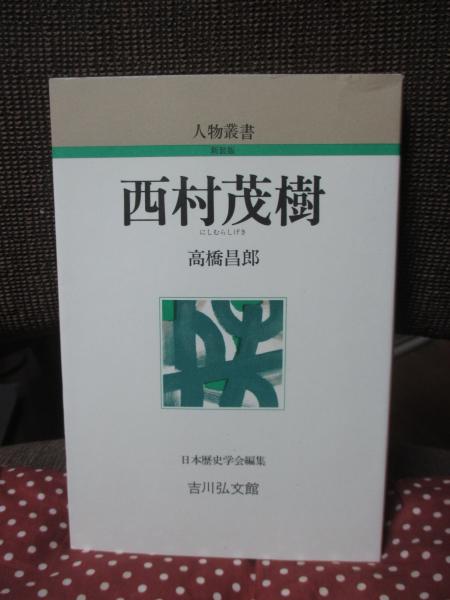 人物叢書
新装版
西村茂樹
にしむらしげき
高橋昌郎
日本歴史学会編集
吉川弘文館